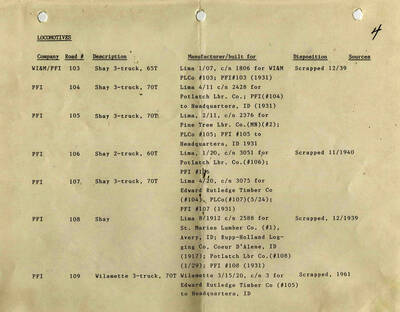 4
LOCOMOTIVES
Company Road # Description Manufacturer/built for Disposition Sources
WI&M/PFI 103 Shay 3-truck, 65T Lima 1/07, c/n 1806 for WI&M Scrapped 12/39
PLCo #103; PFI#103 (1931)
PFI 104 Shay 3-truck, 70T Lima 4/11 c/n 2428 for
Potlatch Lbr. Co.; PFI(#104)
to Headquarters, ID (1931)
PFI 105 Shay 3-truck, 70T Lima, 2/11, c/n 2376 for
Pine Tree Lbr. Co.(MN)(#2);
PLCo #105; PFI #105 to
Headquarters, ID 1931
PFI 106 Shay 2-truck, 60T Lima, 1/20, c/n 3051 for Scrapped 11/1940
Potlatch Lbr.Co.(#106);
PFI #106
PFI 107 Shay 3-truck, 70T Lima 4/20, c/n 3075 for
Edward Rutledge Timber Co
(#104), PLCo(#107)(5/24);
PFI #107 (1931)
PFI 108 Shay Lima 8/1912 c/n 2588 for Scrapped, 12/1939
St. Maries Lumber Co. (#1),
Avery, ID; Rupp-Holland Log-
ging Co, Coeur D'Alene, ID
(1917); Potlatch Lbr Co.(#108)
(1/29); PFI #108 (1931)
PFI 109 Wilamette 3-truck, 70T Wilamette 3/15/20, c/n 3 for Scrapped, 1961
Edward Rutledge Timber Co (#105)
to Headquarters, ID